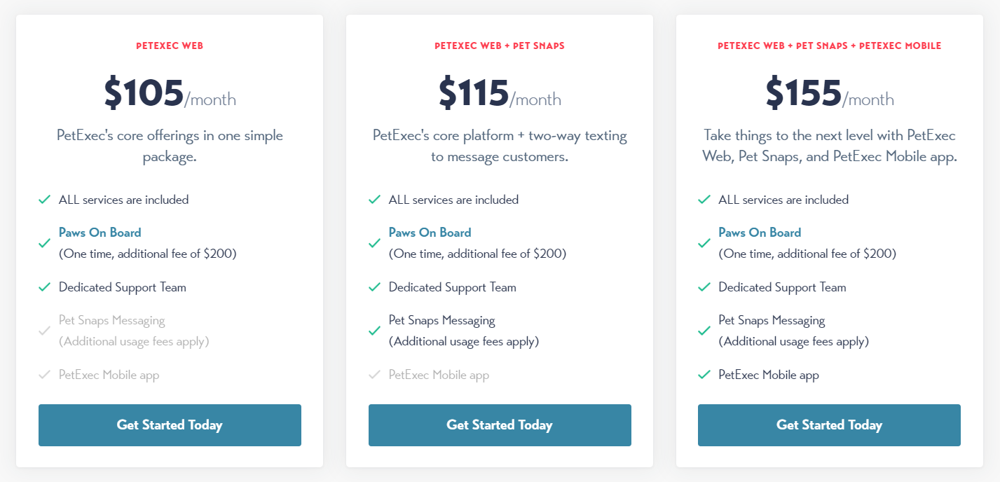 PETEXEC WEB
$105/month
PetExec's core offerings in one simple
package.
ALL services are included
Paws On Board
(One time, additional fee of $200)
Dedicated Support Team
Pet Snaps Messaging
(Additional usage fees apply)
PetExec Mobile app
Get Started Today
PETEXEC WEB + PET SNAPS
$115/month
PetExec's core platform + two-way texting
to message customers.
ALL services are included
Paws On Board
(One time, additional fee of $200)
Dedicated Support Team
Pet Snaps Messaging
(Additional usage fees apply)
PetExec Mobile app
Get Started Today
PETEXEC WEB + PET SNAPS + PETEXEC MOBILE
$155/month
Take things to the next level with PetExec
Web, Pet Snaps, and PetExec Mobile app.
ALL services are included
Paws On Board
(One time, additional fee of $200)
Dedicated Support Team
Pet Snaps Messaging
(Additional usage fees apply)
PetExec Mobile app
Get Started Today